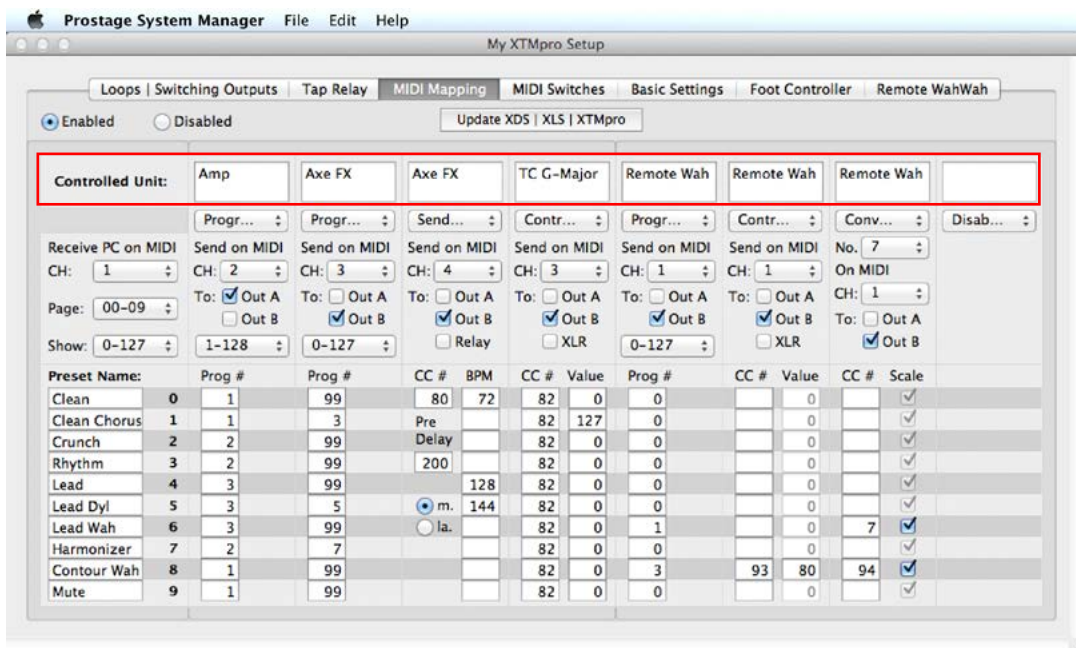 Prostage System Manager File Edit Help
My XTMpro Setup
Loops | Switching Outputs Tap Relay MIDI Mapping MIDI Switches Basic Settings Foot Controller Remote WahWah
Enabled Disabled Update XDS | XLS | XTMpro
Controlled Unit: Amp Axe FX Axe FX TC G-Major Remote Wah Remote Wah Remote Wah
Progr... Progr... Send... Contr... Progr... Contr... Conv... Disab...
Receive PC on MIDI Send on MIDI Send on MIDI Send on MIDI Send on MIDI Send on MIDI Send on MIDI No. 7
CH: 1 CH: 2 CH: 3 CH: 4 CH: 3 CH: 1 CH: 1 On MIDI
CH: 1
Page: 00-09 To: Out A To: Out A To: Out A To: Out A To: Out A To: Out A
Out B Out B Out B Out B Out B Out B To: Out A
Show: 0-127 1-128 0-127 Relay XLR 0-127 XLR Out B
Preset Name: Prog # Prog # CC # BPM CC # Value Prog # CC # Value CC # Scale
Clean 0 1 99 80 72 82 0 0 0
Clean Chorus 1 1 3 Pre 82 127 0 0
Crunch 2 2 99 Delay 82 0 0 0
Rhythm 3 2 99 200 82 0 0 0
Lead 4 3 99 128 82 0 0 0
Lead Dyl 5 3 5 m. 144 82 0 0 0
Lead Wah 6 3 99 la. 82 0 1 0 7
Harmonizer 7 2 7 82 0 0 0
Contour Wah 8 1 99 82 0 3 93 80 94
Mute 9 1 99 82 0 0 0